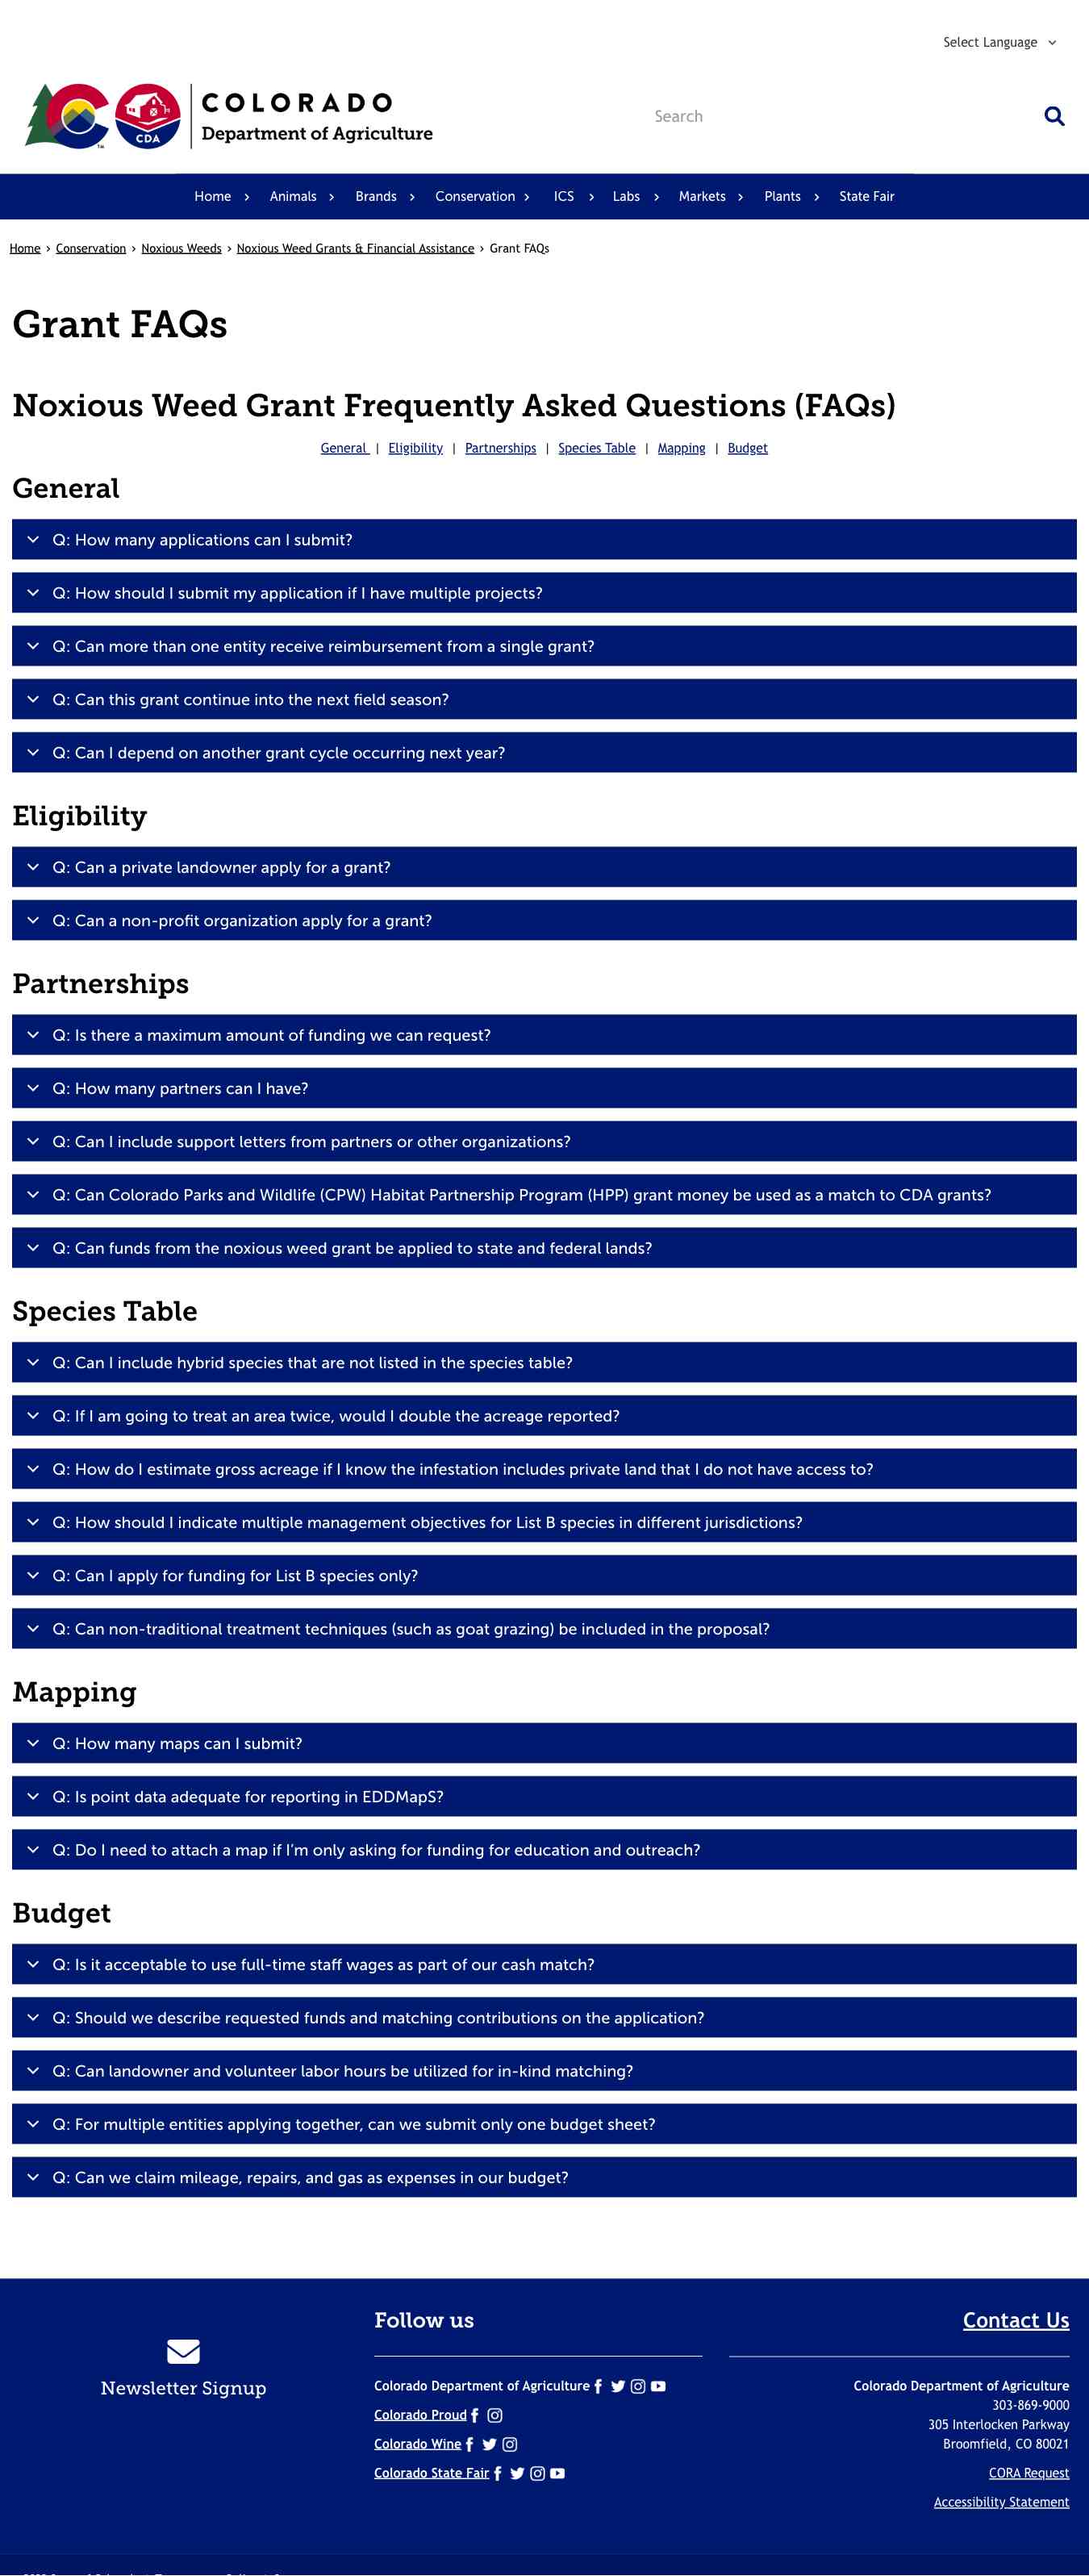 Select Language
COLORADO
Department of Agriculture
CDA
Search
Home Animals Brands Conservation ICS Labs Markets Plants State Fair
Home › Conservation › Noxious Weeds › Noxious Weed Grants & Financial Assistance › Grant FAQs
Grant FAQs
Noxious Weed Grant Frequently Asked Questions (FAQs)
General | Eligibility | Partnerships | Species Table | Mapping | Budget
General
Q: How many applications can I submit?
Q: How should I submit my application if I have multiple projects?
Q: Can more than one entity receive reimbursement from a single grant?
Q: Can this grant continue into the next field season?
Q: Can I depend on another grant cycle occurring next year?
Eligibility
Q: Can a private landowner apply for a grant?
Q: Can a non-profit organization apply for a grant?
Partnerships
Q: Is there a maximum amount of funding we can request?
Q: How many partners can I have?
Q: Can I include support letters from partners or other organizations?
Q: Can Colorado Parks and Wildlife (CPW) Habitat Partnership Program (HPP) grant money be used as a match to CDA grants?
Q: Can funds from the noxious weed grant be applied to state and federal lands?
Species Table
Q: Can I include hybrid species that are not listed in the species table?
Q: If I am going to treat an area twice, would I double the acreage reported?
Q: How do I estimate gross acreage if I know the infestation includes private land that I do not have access to?
Q: How should I indicate multiple management objectives for List B species in different jurisdictions?
Q: Can I apply for funding for List B species only?
Q: Can non-traditional treatment techniques (such as goat grazing) be included in the proposal?
Mapping
Q: How many maps can I submit?
Q: Is point data adequate for reporting in EDDMapS?
Q: Do I need to attach a map if I'm only asking for funding for education and outreach?
Budget
Q: Is it acceptable to use full-time staff wages as part of our cash match?
Q: Should we describe requested funds and matching contributions on the application?
Q: Can landowner and volunteer labor hours be utilized for in-kind matching?
Q: For multiple entities applying together, can we submit only one budget sheet?
Q: Can we claim mileage, repairs, and gas as expenses in our budget?
Newsletter Signup
Follow us
Colorado Department of Agriculture
Colorado Proud
Colorado Wine
Colorado State Fair
Contact Us
Colorado Department of Agriculture
303-869-9000
305 Interlocken Parkway
Broomfield, CO 80021
CORA Request
Accessibility Statement